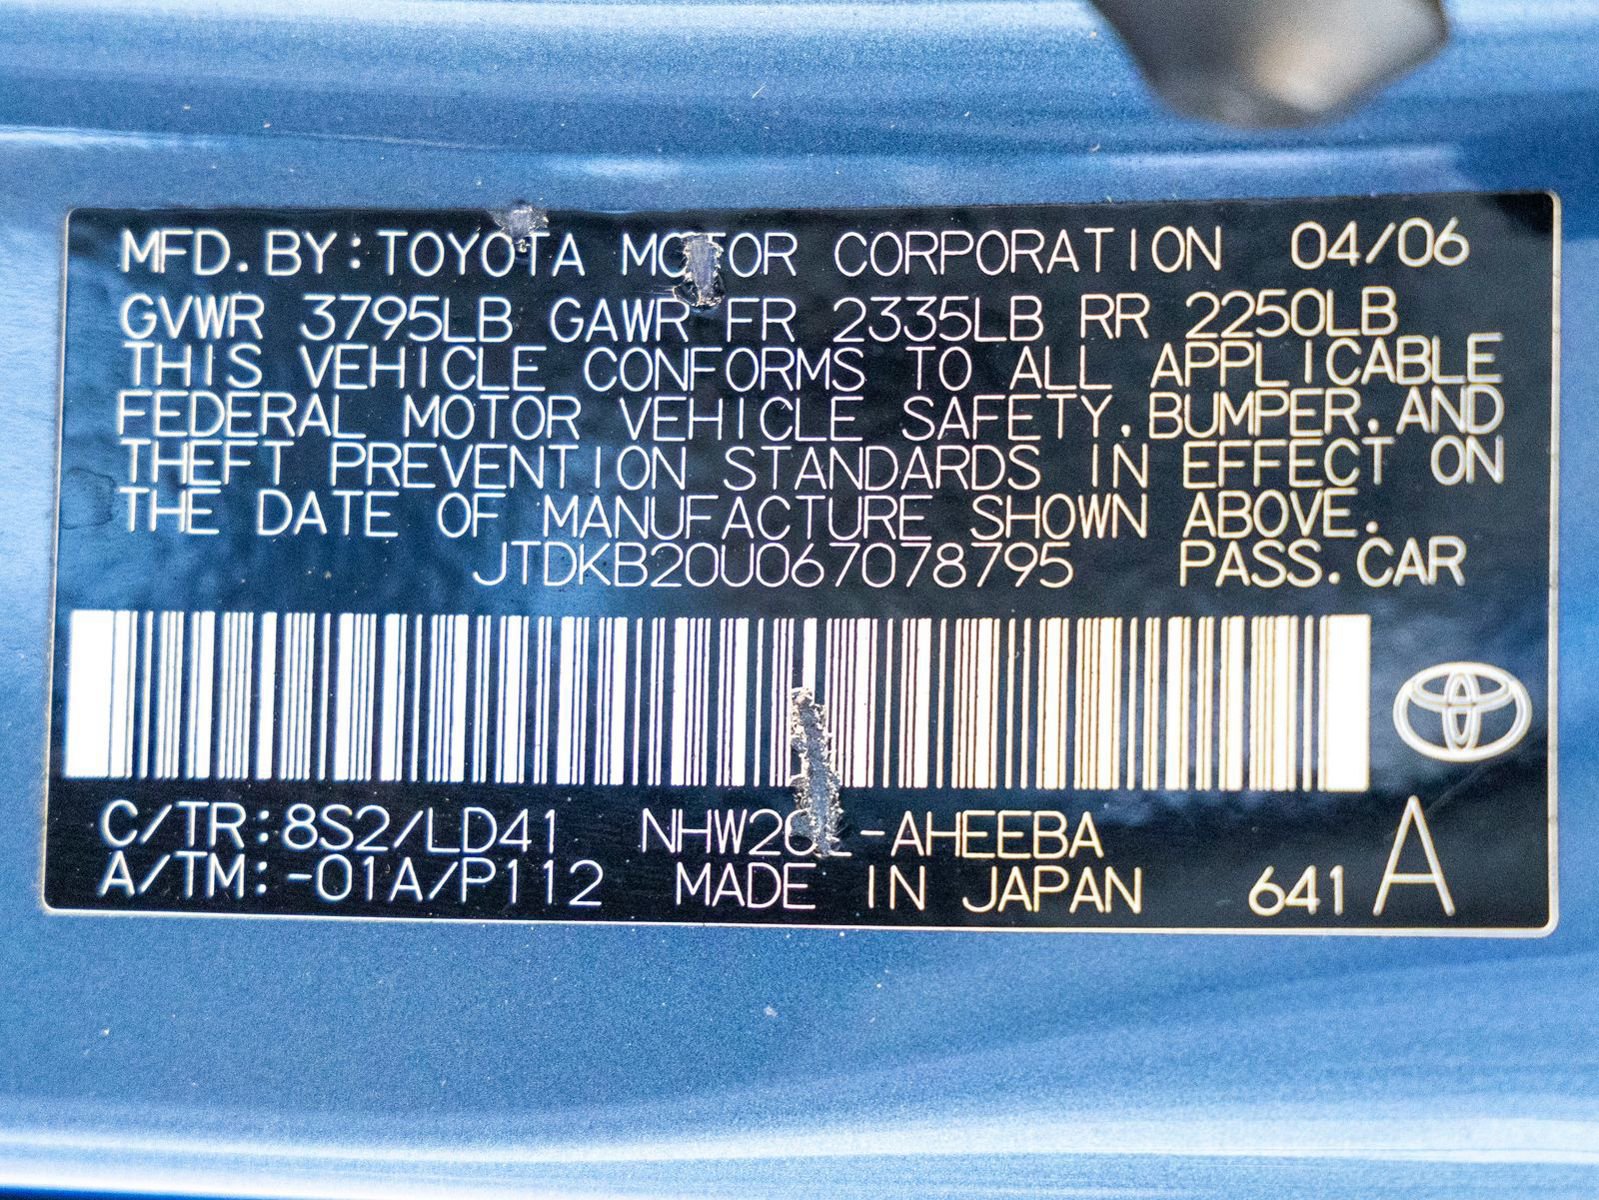 MFD. BY: TOYOTA MOTOR CORPORATION 04/06
GVWR 3795LB GAWR FR 2335LB RR 2250LB
THIS VEHICLE CONFORMS TO ALL APPLICABLE
FEDERAL MOTOR VEHICLE SAFETY, BUMPER, AND
THEFT PREVENTION STANDARDS IN EFFECT ON
THE DATE OF MANUFACTURE SHOWN ABOVE.
JTDKB20U067078795 PASS. CAR
C/TR: 8S2/LD41 NHW20L-AHEEBA
A/TM: -01A/P112 MADE IN JAPAN 641 A